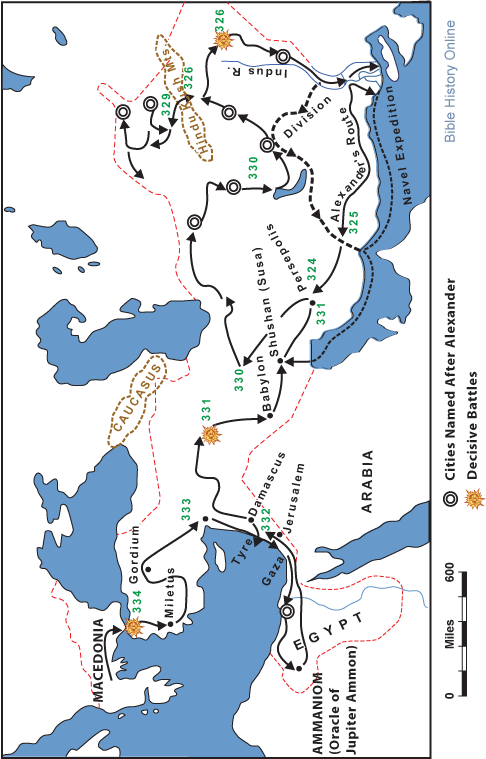 MACEDONIA
334
Gordium
Miletus
333
CAUCASUS
331
Tyre
332
Damascus
Gaza
Jerusalem
EGYPT
AMMANIOM
(Oracle of
Jupiter Ammon)
ARABIA
Babylon
Shushan (Susa)
330
Persepolis
331
324
325
330
329
Hindu Kush Mts.
326
326
Indus R.
Division
Alexander's Route
Navel Expedition
0 Miles 600
Cities Named After Alexander
Decisive Battles
Bible History Online